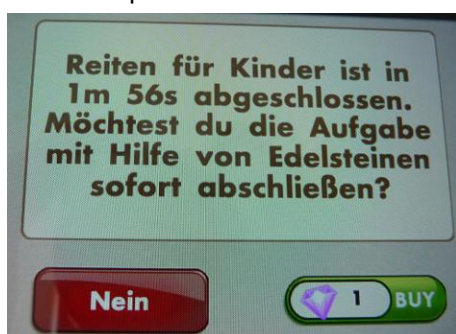 Reiten für Kinder ist in
1m 56s abgeschlossen.
Möchtest du die Aufgabe
mit Hilfe von Edelsteinen
sofort abschließen?
Nein
1 BUY